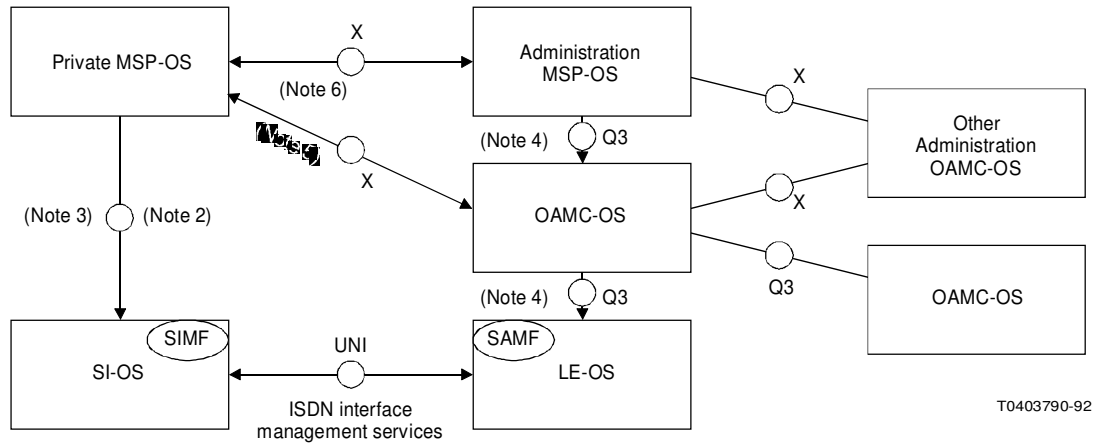 Private MSP-OS
X
(Note 6)
Administration
MSP-OS
X
Other
Administration
OAMC-OS
(Note 4)
Q3
X
OAMC-OS
X
(Note 3)
(Note 2)
Q3
OAMC-OS
(Note 4)
Q3
SIMF
SI-OS
UNI
SAMF
LE-OS
ISDN interface
management services
T0403790-92